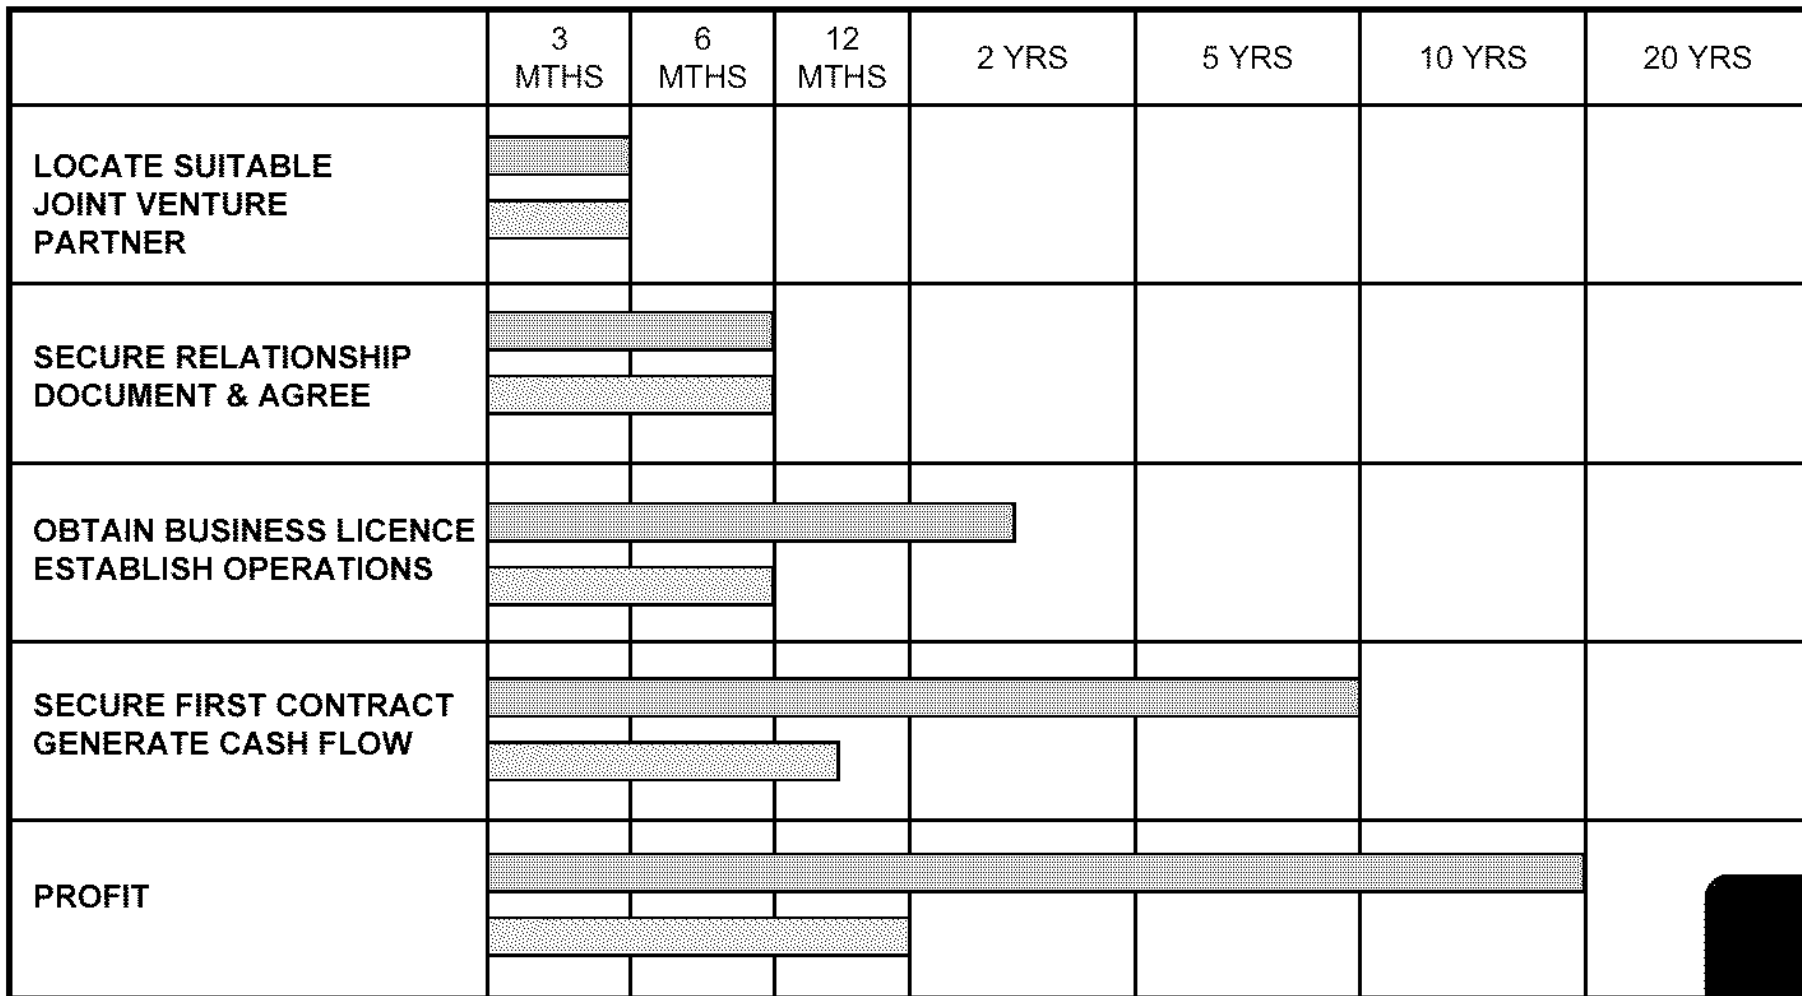 3
MTHS
6
MTHS
12
MTHS
2 YRS
5 YRS
10 YRS
20 YRS
LOCATE SUITABLE
JOINT VENTURE
PARTNER
SECURE RELATIONSHIP
DOCUMENT & AGREE
OBTAIN BUSINESS LICENCE
ESTABLISH OPERATIONS
SECURE FIRST CONTRACT
GENERATE CASH FLOW
PROFIT